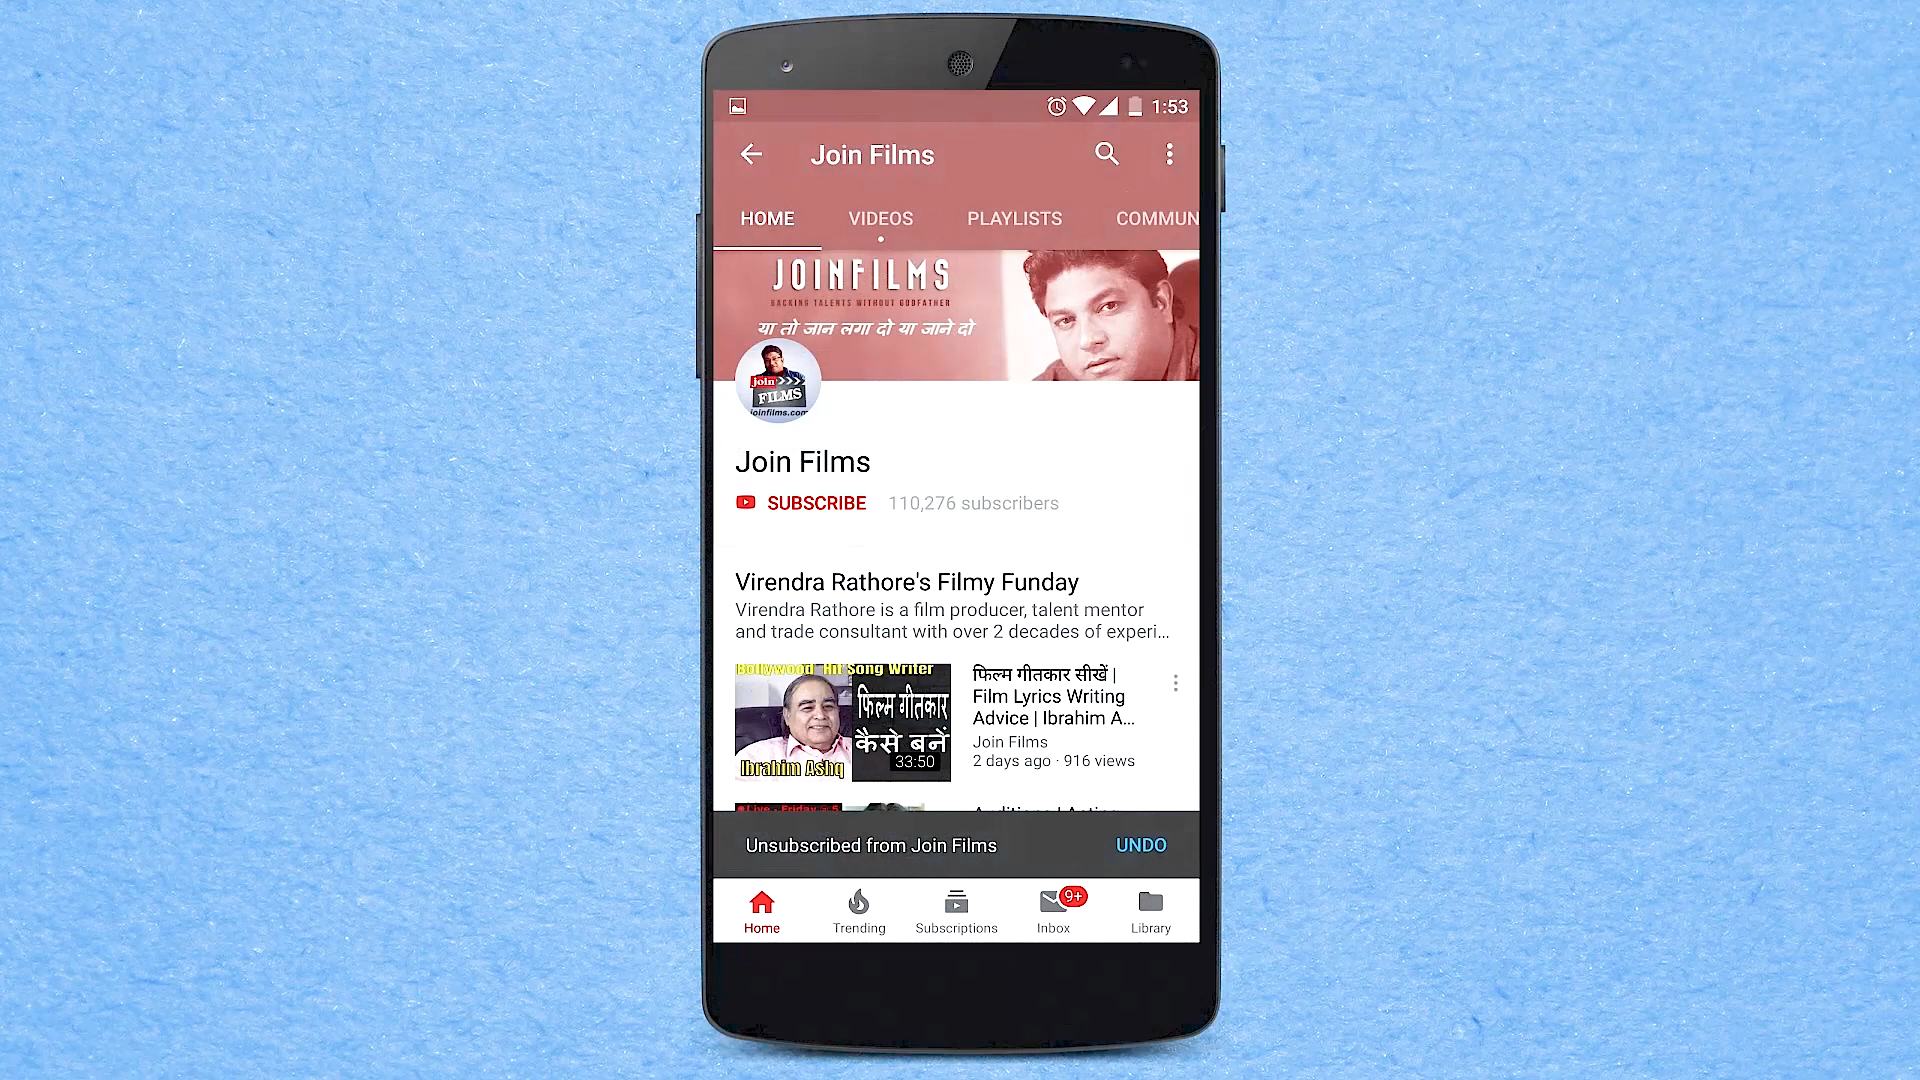 1:53
Join Films
HOME VIDEOS PLAYLISTS COMMUN
JOINFILMS
BACKING TALENTS WITHOUT GODFATHER
या तो जान लगा दो या जाने दो
join
FILMS
joinfilms.com
Join Films
SUBSCRIBE 110,276 subscribers
Virendra Rathore's Filmy Funday
Virendra Rathore is a film producer, talent mentor
and trade consultant with over 2 decades of experi...
Bollywood Hit Song Writer
फिल्म गीतकार
कैसे बनें
Ibrahim Ashq
33:50
फिल्म गीतकार सीखें |
Film Lyrics Writing
Advice | Ibrahim A...
Join Films
2 days ago · 916 views
Live - Friday @ 5
Unsubscribed from Join Films UNDO
9+
Home Trending Subscriptions Inbox Library